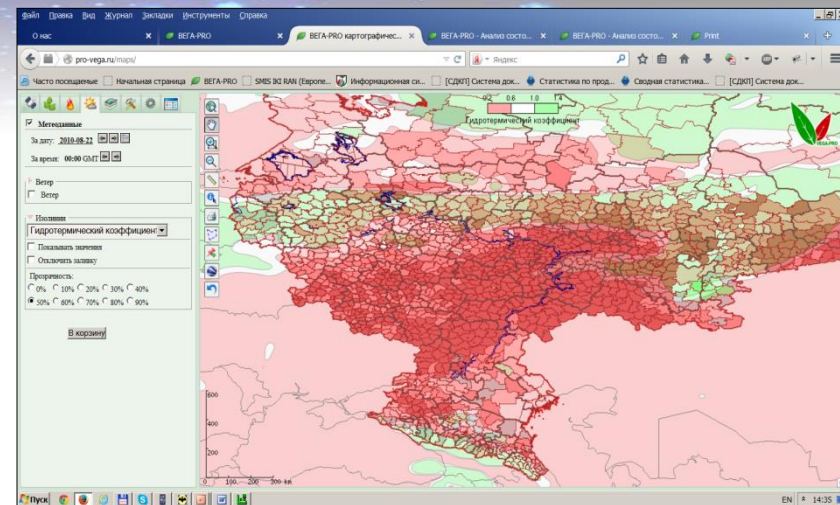 Файл Правка Вид Журнал Закладки Инструменты Справка
О нас
ВЕГА-PRO
ВЕГА-PRO картографичес...
ВЕГА-PRO - Анализ состо...
ВЕГА-PRO - Анализ состо...
Print
pro-vega.ru/maps/
Яндекс
Часто посещаемые
Начальная страница
ВЕГА-PRO
SMIS IKI RAN (Европе...
Информационная си...
[СДКП] Система док...
Статистика по прод...
Сводная статистика...
[СДКП] Система док...
Метеоданные
За дату: 2010-08-22
За время: 00:00 GMT
Ветер
Ветер
Изолинии
Гидротермический коэффициент
Показывать значения
Отключить заливку
Прозрачность:
0% 10% 20% 30% 40%
50% 60% 70% 80% 90%
В корзину
0.2 0.6 1.0 1.4
Гидротермический коэффициент
VEGA-PRO
600
400
200
0 100 200 300 km
Пуск
EN
14:35